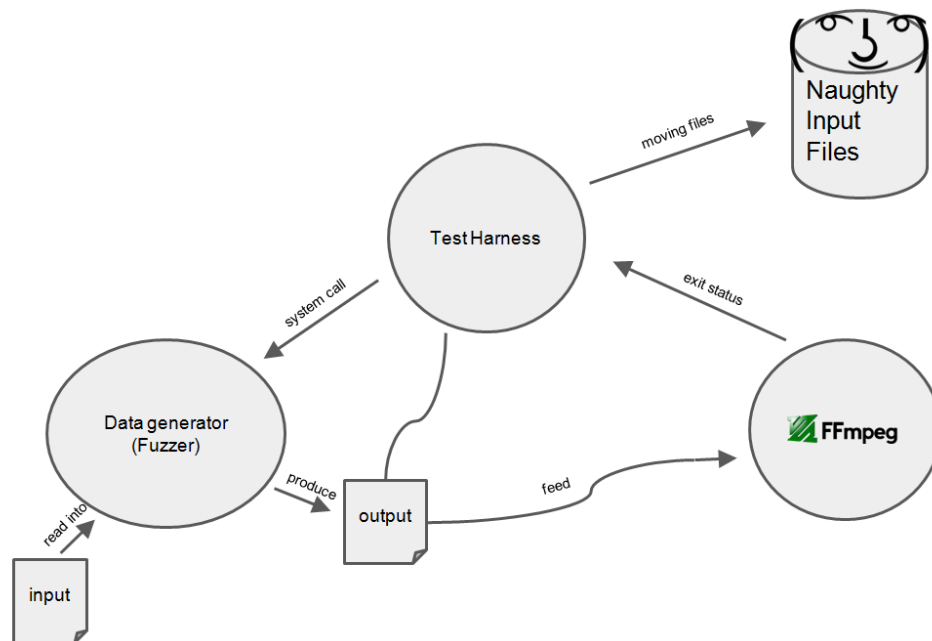 ( ͡° ͜ʖ ͡°)
Naughty
Input
Files
moving files
Test Harness
system call
exit status
Data generator
(Fuzzer)
FFmpeg
produce
feed
output
read into
input